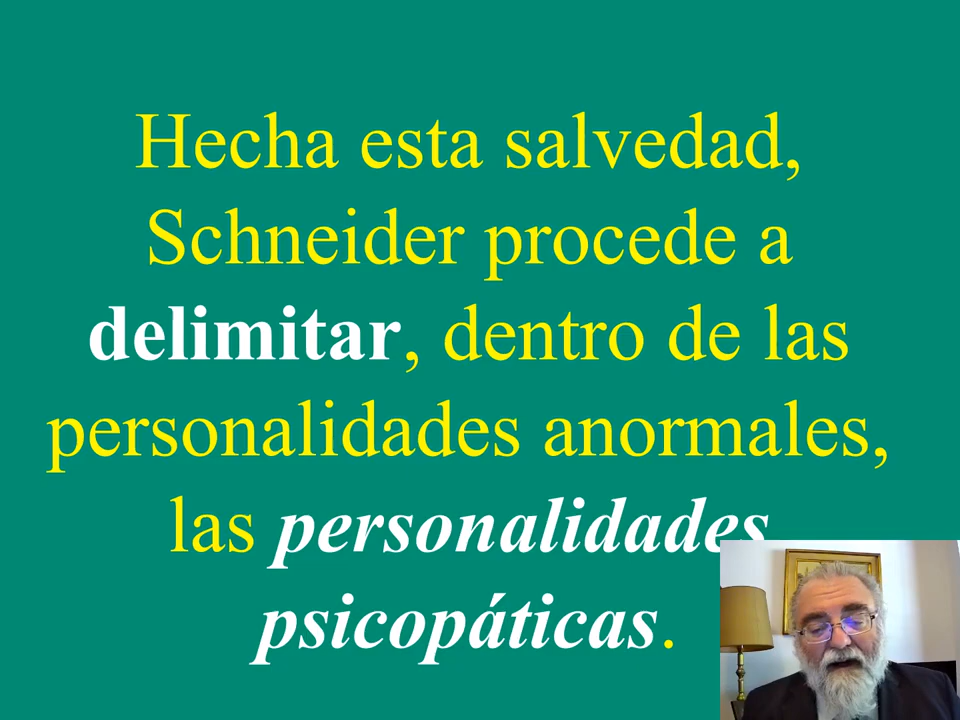 Hecha esta salvedad,
Schneider procede a
delimitar, dentro de las
personalidades anormales,
las personalidades
psicopáticas.